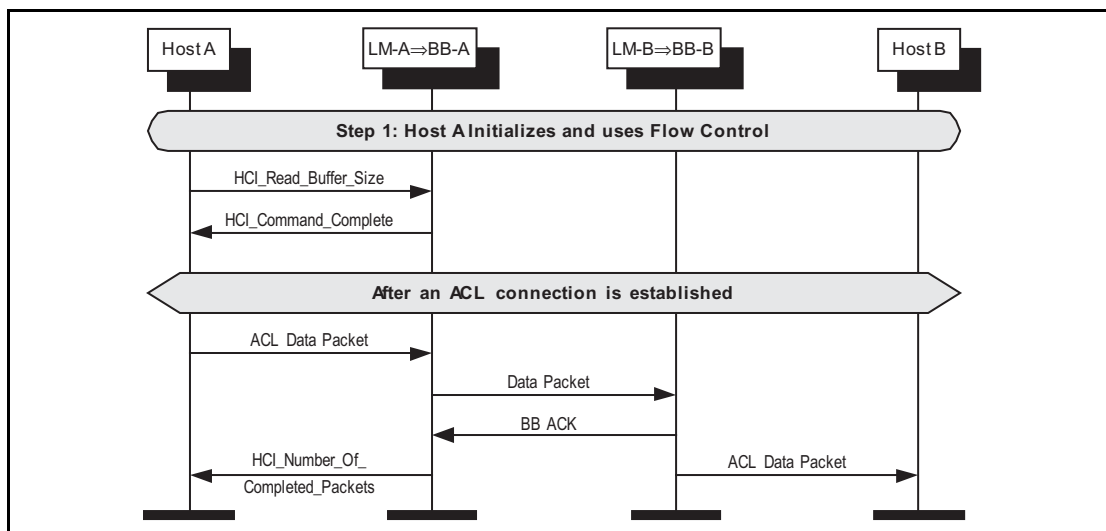 Host A
LM-A⇒BB-A
LM-B⇒BB-B
Host B
Step 1: Host A Initializes and uses Flow Control
HCI_Read_Buffer_Size
HCI_Command_Complete
After an ACL connection is established
ACL Data Packet
Data Packet
BB ACK
HCI_Number_Of_
Completed_Packets
ACL Data Packet